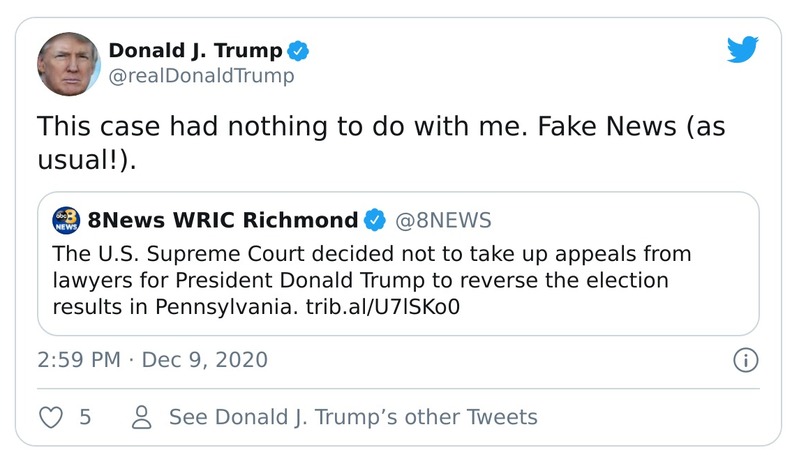 Donald J. Trump
@realDonaldTrump
This case had nothing to do with me. Fake News (as
usual!).
abc 3
NEWS
8News WRIC Richmond @8NEWS
The U.S. Supreme Court decided not to take up appeals from
lawyers for President Donald Trump to reverse the election
results in Pennsylvania. trib.al/U7lSKo0
2:59 PM · Dec 9, 2020
5 See Donald J. Trump’s other Tweets